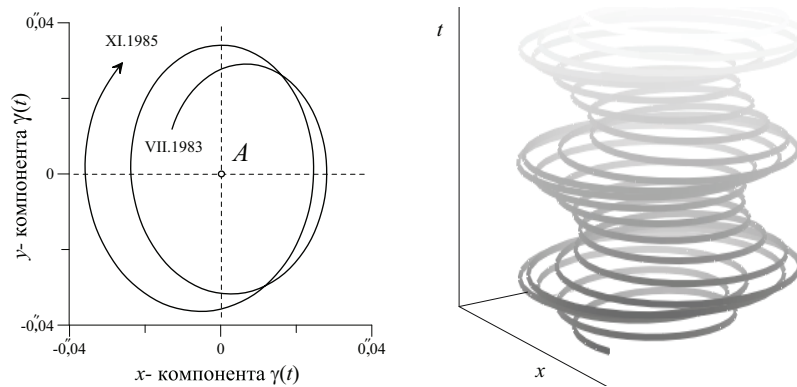 0″,04
XI.1985
VII.1983
A
0
-0″,04
-0″,04
0
0″,04
y- компонента γ(t)
x- компонента γ(t)
t
x